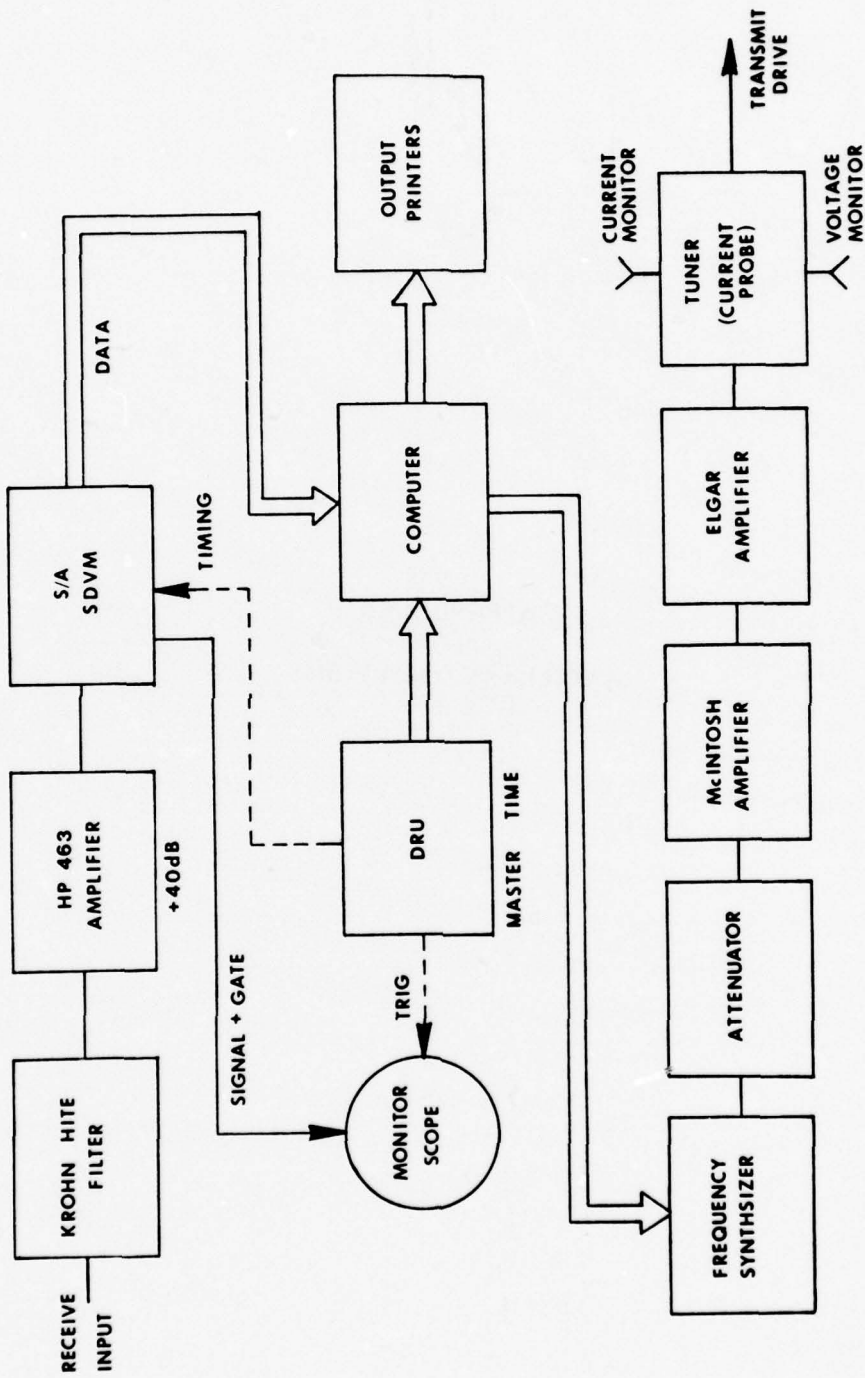 RECEIVE
INPUT
KROHN HITE
FILTER
HP 463
AMPLIFIER
+40dB
S/A
SDVM
DATA
TIMING
SIGNAL + GATE
MONITOR
SCOPE
TRIG
DRU
MASTER TIME
COMPUTER
OUTPUT
PRINTERS
FREQUENCY
SYNTHSIZER
ATTENUATOR
McINTOSH
AMPLIFIER
ELGAR
AMPLIFIER
TUNER
(CURRENT
PROBE)
CURRENT
MONITOR
VOLTAGE
MONITOR
TRANSMIT
DRIVE